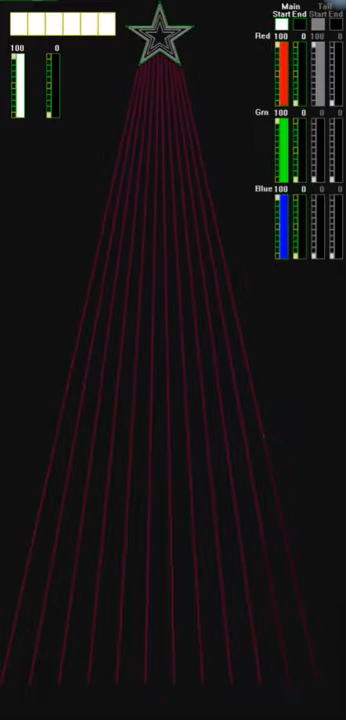 Main Tail
Start End Start End
Red 100 0 100 0
100 0
Grn 100 0 0 0
Blue 100 0 0 0